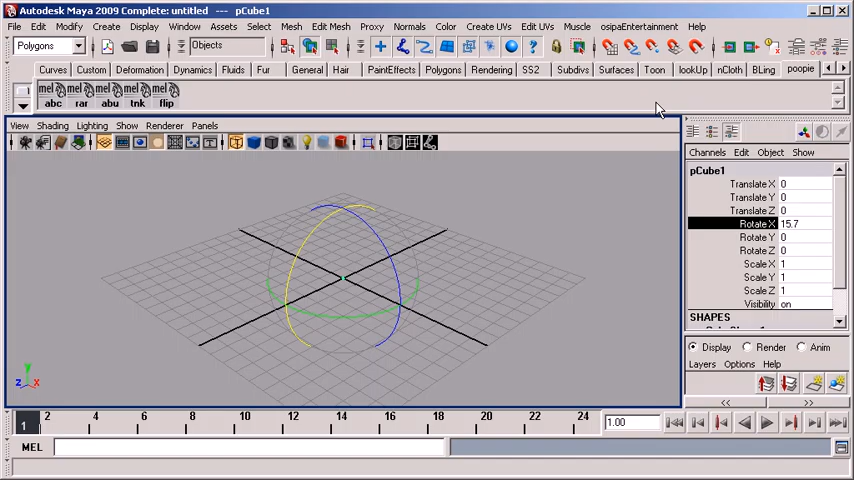 Autodesk Maya 2009 Complete: untitled --- pCube1
File Edit Modify Create Display Window Assets Select Mesh Edit Mesh Proxy Normals Color Create UVs Edit UVs Muscle osipaEntertainment Help
Polygons Objects
Curves Custom Deformation Dynamics Fluids Fur General Hair PaintEffects Polygons Rendering SS2 Subdivs Surfaces Toon lookUp nCloth BLing poopie
mel mel mel mel mel
abc rar abu tnk flip
View Shading Lighting Show Renderer Panels
Channels Edit Object Show
pCube1
Translate X 0
Translate Y 0
Translate Z 0
Rotate X 15.7
Rotate Y 0
Rotate Z 0
Scale X 1
Scale Y 1
Scale Z 1
Visibility on
SHAPES
Display Render Anim
Layers Options Help
<< >>
y
z x
1 2 4 6 8 10 12 14 16 18 20 22 24 1.00
MEL